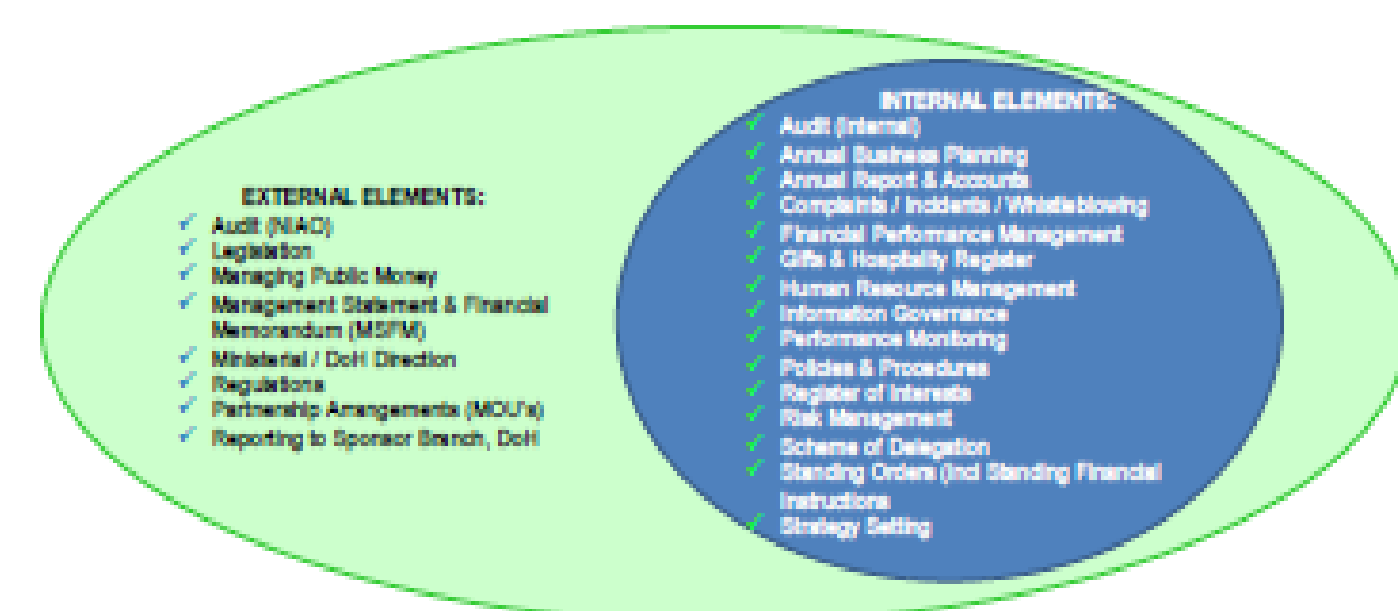 EXTERNAL ELEMENTS:
✓ Audit (NIAO)
✓ Legislation
✓ Managing Public Money
✓ Management Statement & Financial
Memorandum (MSFM)
✓ Ministerial / DoH Direction
✓ Regulations
✓ Partnership Arrangements (MOU's)
✓ Reporting to Sponsor Branch, DoH
INTERNAL ELEMENTS:
✓ Audit (Internal)
✓ Annual Business Planning
✓ Annual Report & Accounts
✓ Complaints / Incidents / Whistleblowing
✓ Financial Performance Management
✓ Gifts & Hospitality Register
✓ Human Resource Management
✓ Information Governance
✓ Performance Monitoring
✓ Policies & Procedures
✓ Register of Interests
✓ Risk Management
✓ Scheme of Delegation
✓ Standing Orders (incl Standing Financial
Instructions
✓ Strategy Setting